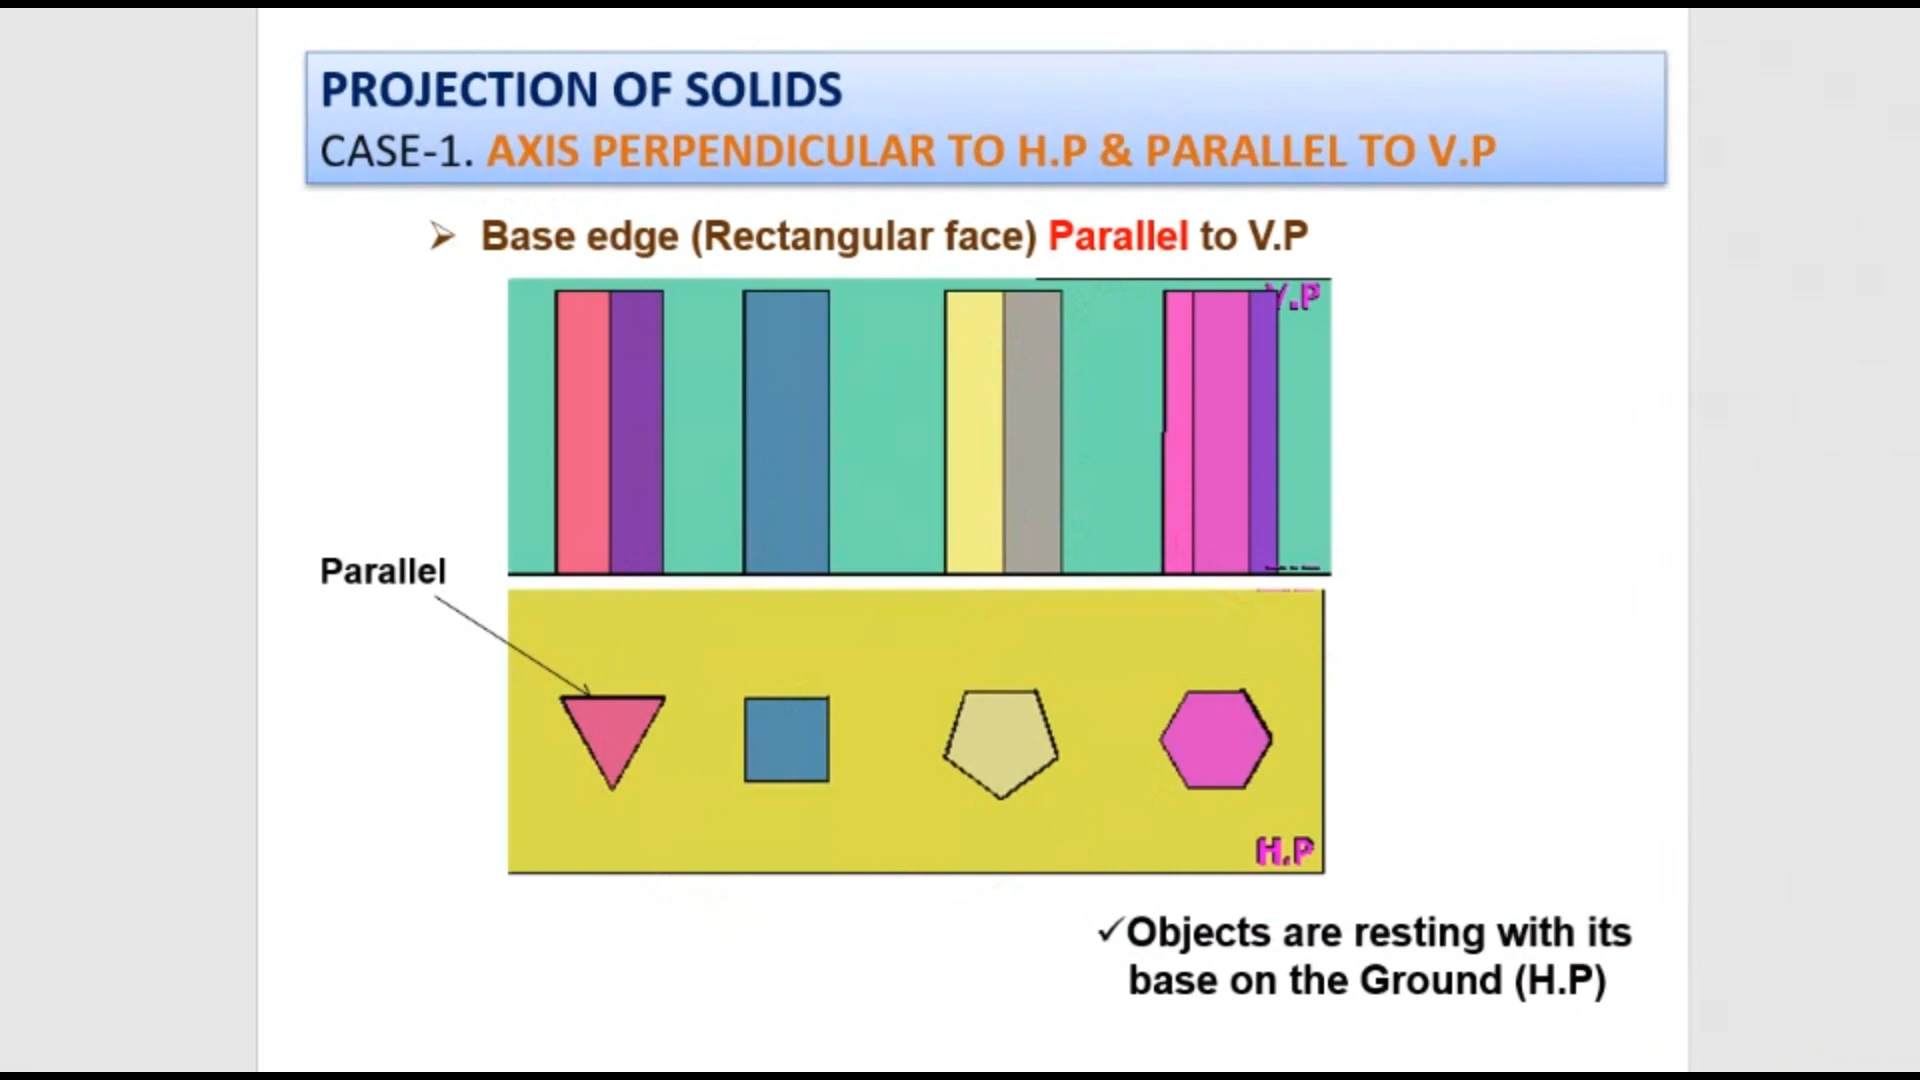 PROJECTION OF SOLIDS
CASE-1. AXIS PERPENDICULAR TO H.P & PARALLEL TO V.P
➢ Base edge (Rectangular face) Parallel to V.P
V.P
Parallel
H.P
✓Objects are resting with its
base on the Ground (H.P)